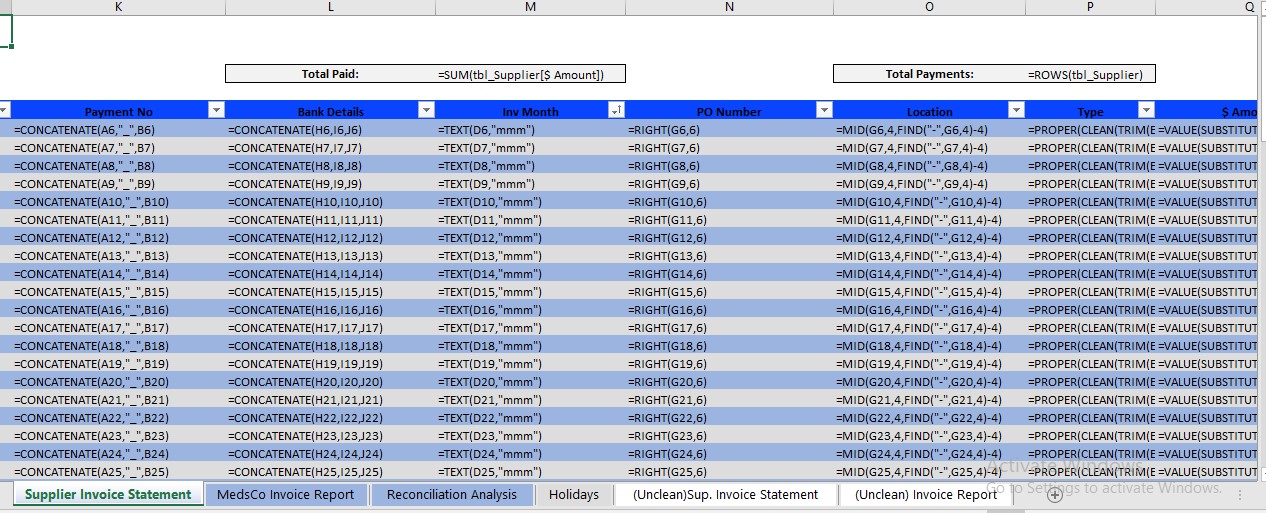 K L M N O P Q
Total Paid: =SUM(tbl_Supplier[$ Amount]) Total Payments: =ROWS(tbl_Supplier)
Payment No Bank Details Inv Month PO Number Location Type $ Amo
=CONCATENATE(A6,"_",B6) =CONCATENATE(H6,I6,J6) =TEXT(D6,"mmm") =RIGHT(G6,6) =MID(G6,4,FIND("-",G6,4)-4) =PROPER(CLEAN(TRIM(E =VALUE(SUBSTITUT
=CONCATENATE(A7,"_",B7) =CONCATENATE(H7,I7,J7) =TEXT(D7,"mmm") =RIGHT(G7,6) =MID(G7,4,FIND("-",G7,4)-4) =PROPER(CLEAN(TRIM(E =VALUE(SUBSTITUT
=CONCATENATE(A8,"_",B8) =CONCATENATE(H8,I8,J8) =TEXT(D8,"mmm") =RIGHT(G8,6) =MID(G8,4,FIND("-",G8,4)-4) =PROPER(CLEAN(TRIM(E =VALUE(SUBSTITUT
=CONCATENATE(A9,"_",B9) =CONCATENATE(H9,I9,J9) =TEXT(D9,"mmm") =RIGHT(G9,6) =MID(G9,4,FIND("-",G9,4)-4) =PROPER(CLEAN(TRIM(E =VALUE(SUBSTITUT
=CONCATENATE(A10,"_",B10) =CONCATENATE(H10,I10,J10) =TEXT(D10,"mmm") =RIGHT(G10,6) =MID(G10,4,FIND("-",G10,4)-4) =PROPER(CLEAN(TRIM(E =VALUE(SUBSTITUT
=CONCATENATE(A11,"_",B11) =CONCATENATE(H11,I11,J11) =TEXT(D11,"mmm") =RIGHT(G11,6) =MID(G11,4,FIND("-",G11,4)-4) =PROPER(CLEAN(TRIM(E =VALUE(SUBSTITUT
=CONCATENATE(A12,"_",B12) =CONCATENATE(H12,I12,J12) =TEXT(D12,"mmm") =RIGHT(G12,6) =MID(G12,4,FIND("-",G12,4)-4) =PROPER(CLEAN(TRIM(E =VALUE(SUBSTITUT
=CONCATENATE(A13,"_",B13) =CONCATENATE(H13,I13,J13) =TEXT(D13,"mmm") =RIGHT(G13,6) =MID(G13,4,FIND("-",G13,4)-4) =PROPER(CLEAN(TRIM(E =VALUE(SUBSTITUT
=CONCATENATE(A14,"_",B14) =CONCATENATE(H14,I14,J14) =TEXT(D14,"mmm") =RIGHT(G14,6) =MID(G14,4,FIND("-",G14,4)-4) =PROPER(CLEAN(TRIM(E =VALUE(SUBSTITUT
=CONCATENATE(A15,"_",B15) =CONCATENATE(H15,I15,J15) =TEXT(D15,"mmm") =RIGHT(G15,6) =MID(G15,4,FIND("-",G15,4)-4) =PROPER(CLEAN(TRIM(E =VALUE(SUBSTITUT
=CONCATENATE(A16,"_",B16) =CONCATENATE(H16,I16,J16) =TEXT(D16,"mmm") =RIGHT(G16,6) =MID(G16,4,FIND("-",G16,4)-4) =PROPER(CLEAN(TRIM(E =VALUE(SUBSTITUT
=CONCATENATE(A17,"_",B17) =CONCATENATE(H17,I17,J17) =TEXT(D17,"mmm") =RIGHT(G17,6) =MID(G17,4,FIND("-",G17,4)-4) =PROPER(CLEAN(TRIM(E =VALUE(SUBSTITUT
=CONCATENATE(A18,"_",B18) =CONCATENATE(H18,I18,J18) =TEXT(D18,"mmm") =RIGHT(G18,6) =MID(G18,4,FIND("-",G18,4)-4) =PROPER(CLEAN(TRIM(E =VALUE(SUBSTITUT
=CONCATENATE(A19,"_",B19) =CONCATENATE(H19,I19,J19) =TEXT(D19,"mmm") =RIGHT(G19,6) =MID(G19,4,FIND("-",G19,4)-4) =PROPER(CLEAN(TRIM(E =VALUE(SUBSTITUT
=CONCATENATE(A20,"_",B20) =CONCATENATE(H20,I20,J20) =TEXT(D20,"mmm") =RIGHT(G20,6) =MID(G20,4,FIND("-",G20,4)-4) =PROPER(CLEAN(TRIM(E =VALUE(SUBSTITUT
=CONCATENATE(A21,"_",B21) =CONCATENATE(H21,I21,J21) =TEXT(D21,"mmm") =RIGHT(G21,6) =MID(G21,4,FIND("-",G21,4)-4) =PROPER(CLEAN(TRIM(E =VALUE(SUBSTITUT
=CONCATENATE(A22,"_",B22) =CONCATENATE(H22,I22,J22) =TEXT(D22,"mmm") =RIGHT(G22,6) =MID(G22,4,FIND("-",G22,4)-4) =PROPER(CLEAN(TRIM(E =VALUE(SUBSTITUT
=CONCATENATE(A23,"_",B23) =CONCATENATE(H23,I23,J23) =TEXT(D23,"mmm") =RIGHT(G23,6) =MID(G23,4,FIND("-",G23,4)-4) =PROPER(CLEAN(TRIM(E =VALUE(SUBSTITUT
=CONCATENATE(A24,"_",B24) =CONCATENATE(H24,I24,J24) =TEXT(D24,"mmm") =RIGHT(G24,6) =MID(G24,4,FIND("-",G24,4)-4) =PROPER(CLEAN(TRIM(E =VALUE(SUBSTITUT
=CONCATENATE(A25,"_",B25) =CONCATENATE(H25,I25,J25) =TEXT(D25,"mmm") =RIGHT(G25,6) =MID(G25,4,FIND("-",G25,4)-4) =PROPER(CLEAN(TRIM(E =VALUE(SUBSTITUT
Activate Windows
Go to Settings to activate Windows.
Supplier Invoice Statement MedsCo Invoice Report Reconciliation Analysis Holidays (Unclean)Sup. Invoice Statement (Unclean) Invoice Report